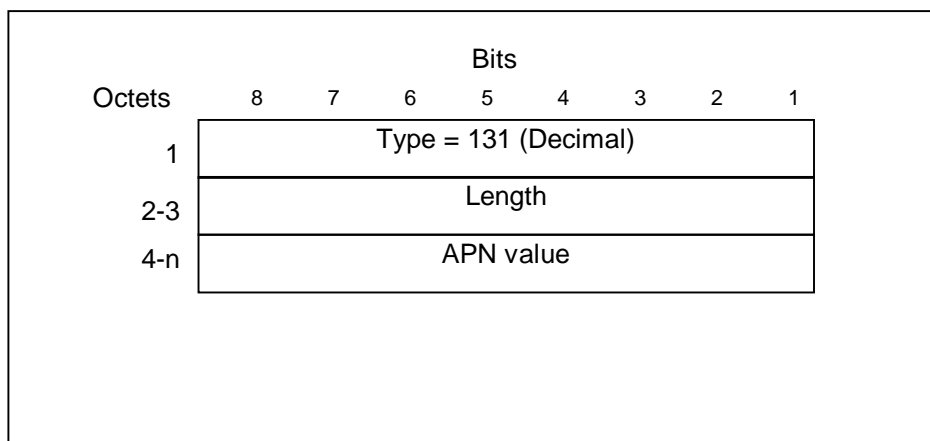 Bits
Octets 8 7 6 5 4 3 2 1
1 Type = 131 (Decimal)
2-3 Length
4-n APN value